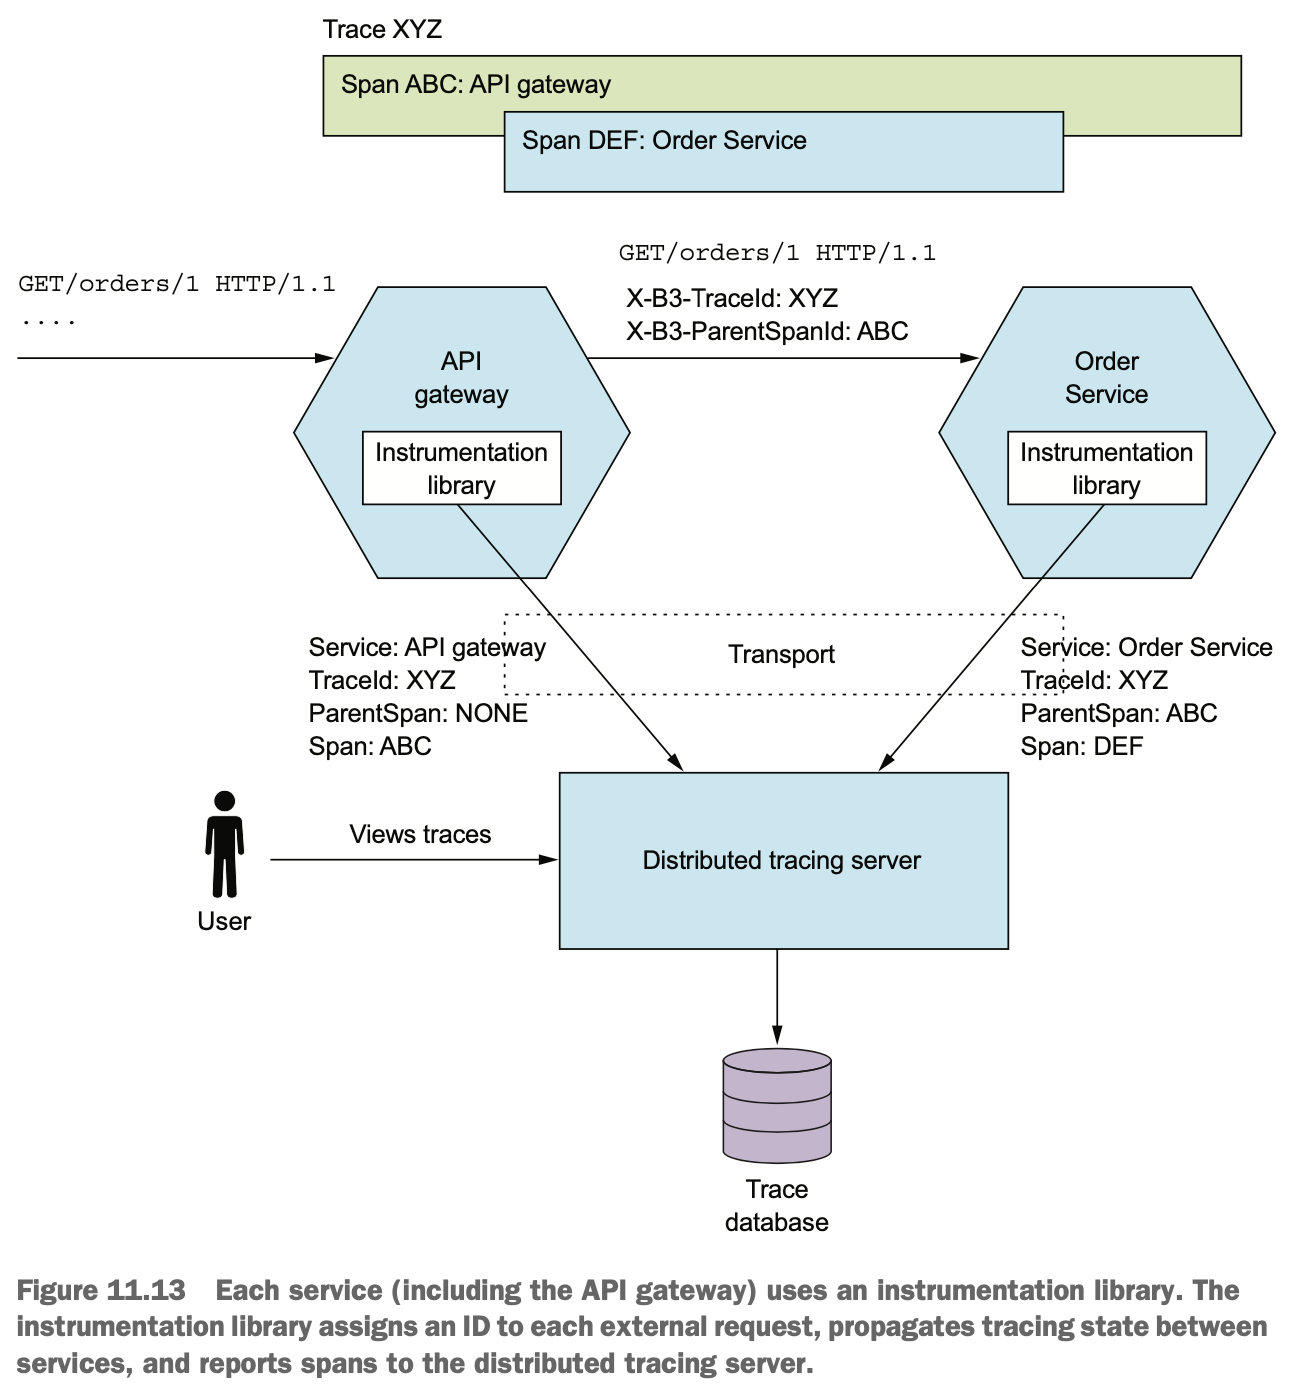 Trace XYZ
Span ABC: API gateway
Span DEF: Order Service
GET/orders/1 HTTP/1.1
....
GET/orders/1 HTTP/1.1
X-B3-TraceId: XYZ
X-B3-ParentSpanId: ABC
API
gateway
Instrumentation
library
Order
Service
Instrumentation
library
Service: API gateway
TraceId: XYZ
ParentSpan: NONE
Span: ABC
Transport
Service: Order Service
TraceId: XYZ
ParentSpan: ABC
Span: DEF
User
Views traces
Distributed tracing server
Trace
database
Figure 11.13 Each service (including the API gateway) uses an instrumentation library. The
instrumentation library assigns an ID to each external request, propagates tracing state between
services, and reports spans to the distributed tracing server.